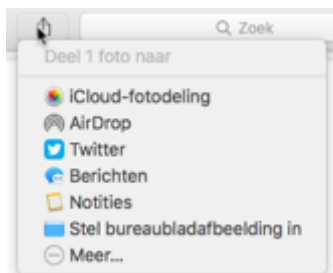 Zoek
Deel 1 foto naar
iCloud-fotodeling
AirDrop
Twitter
Berichten
Notities
Stel bureaubladafbeelding in
Meer...